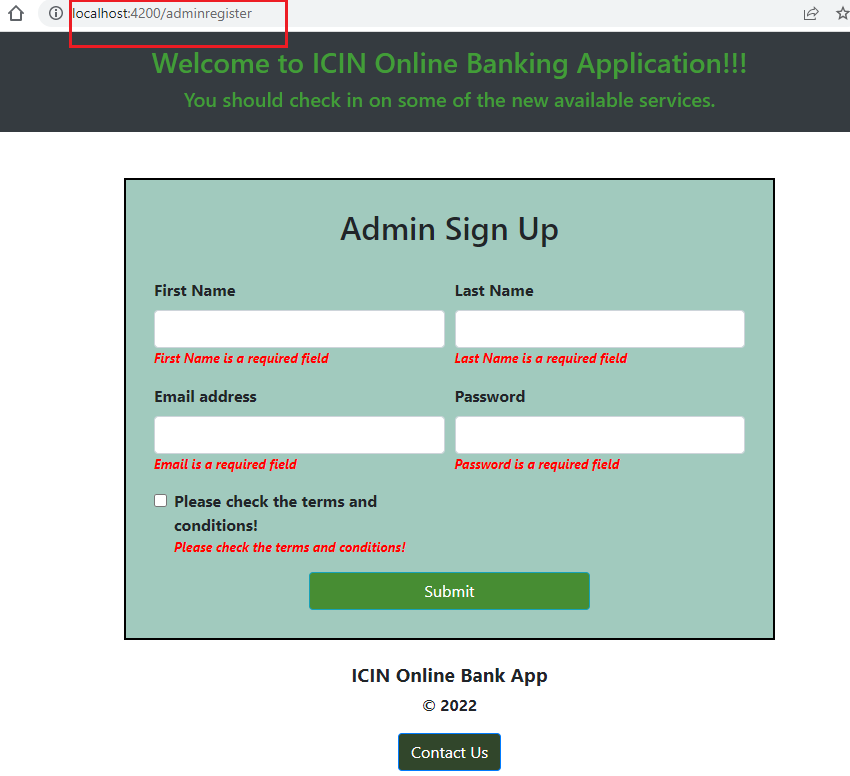 localhost:4200/adminregister
Welcome to ICIN Online Banking Application!!!
You should check in on some of the new available services.
Admin Sign Up
First Name Last Name
First Name is a required field Last Name is a required field
Email address Password
Email is a required field Password is a required field
Please check the terms and
conditions!
Please check the terms and conditions!
Submit
ICIN Online Bank App
© 2022
Contact Us